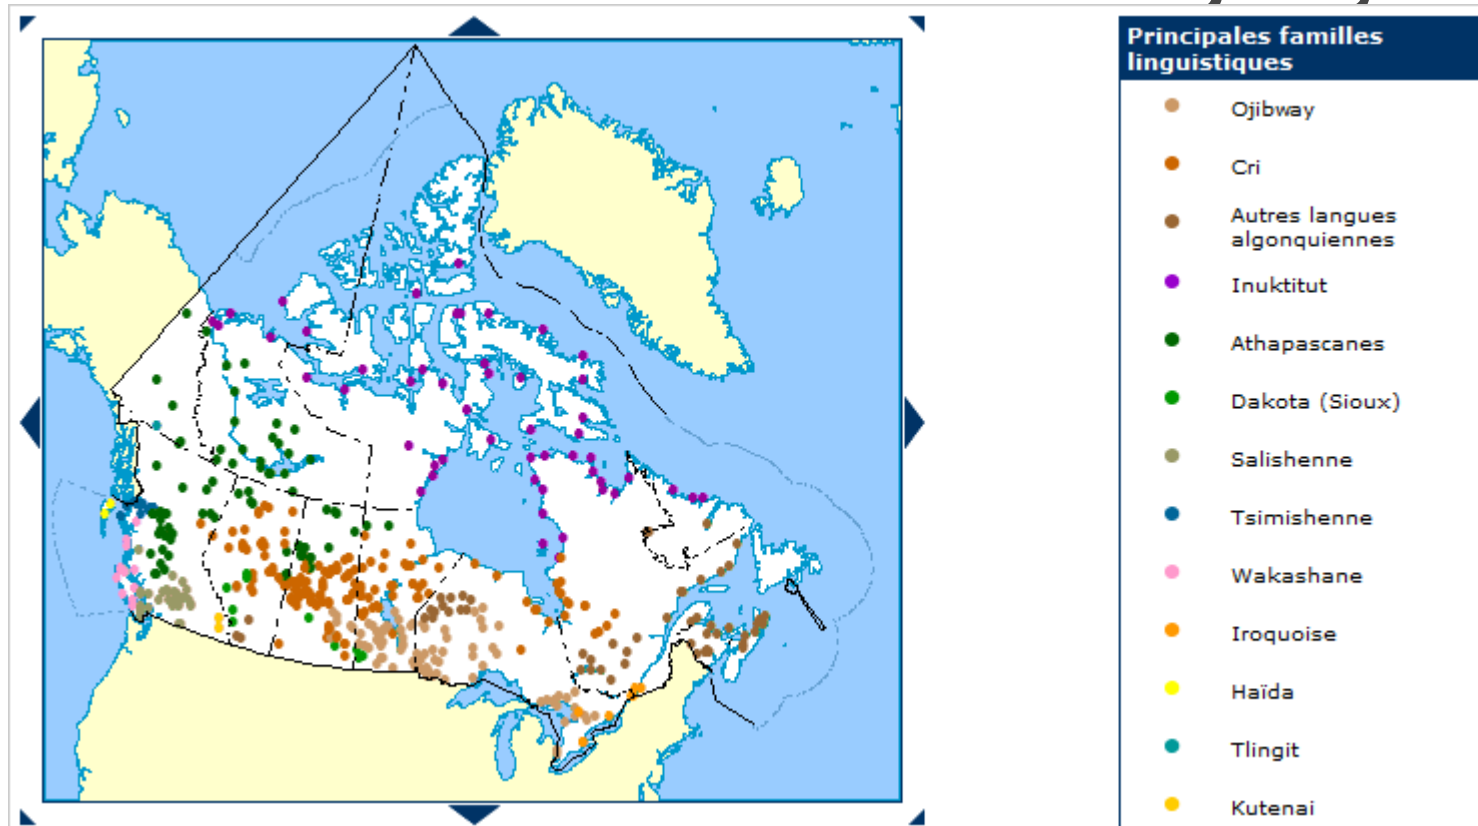 Principales familles
linguistiques
Ojibway
Cri
Autres langues
algonquiennes
Inuktitut
Athapascanes
Dakota (Sioux)
Salishenne
Tsimishenne
Wakashane
Iroquoise
Haïda
Tlingit
Kutenai